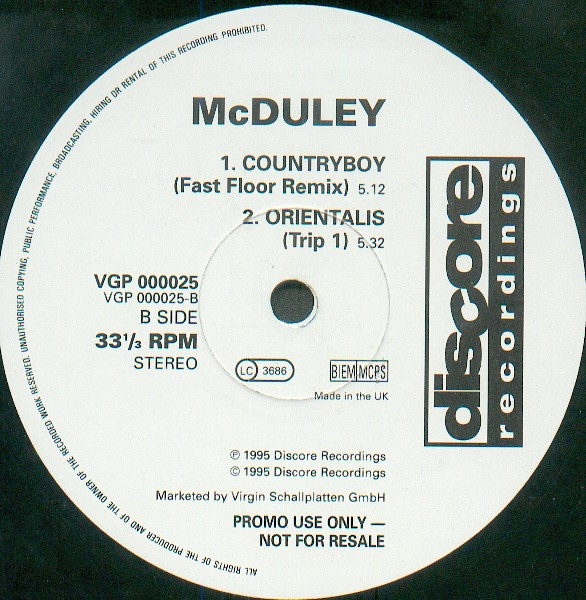 McDULEY
1. COUNTRYBOY
(Fast Floor Remix) 5.12
2. ORIENTALIS
(Trip 1) 5.32
VGP 000025
VGP 000025-B
B SIDE
33¹/₃ RPM
STEREO
LC 3686
BIEM MCPS
Made in the UK
℗ 1995 Discore Recordings
© 1995 Discore Recordings
Marketed by Virgin Schallplatten GmbH
PROMO USE ONLY —
NOT FOR RESALE
discore
recordings
ALL RIGHTS OF THE PRODUCER AND OF THE OWNER OF THE RECORDED WORK RESERVED. UNAUTHORISED COPYING, PUBLIC PERFORMANCE, BROADCASTING, HIRING OR RENTAL OF THIS RECORDING PROHIBITED.